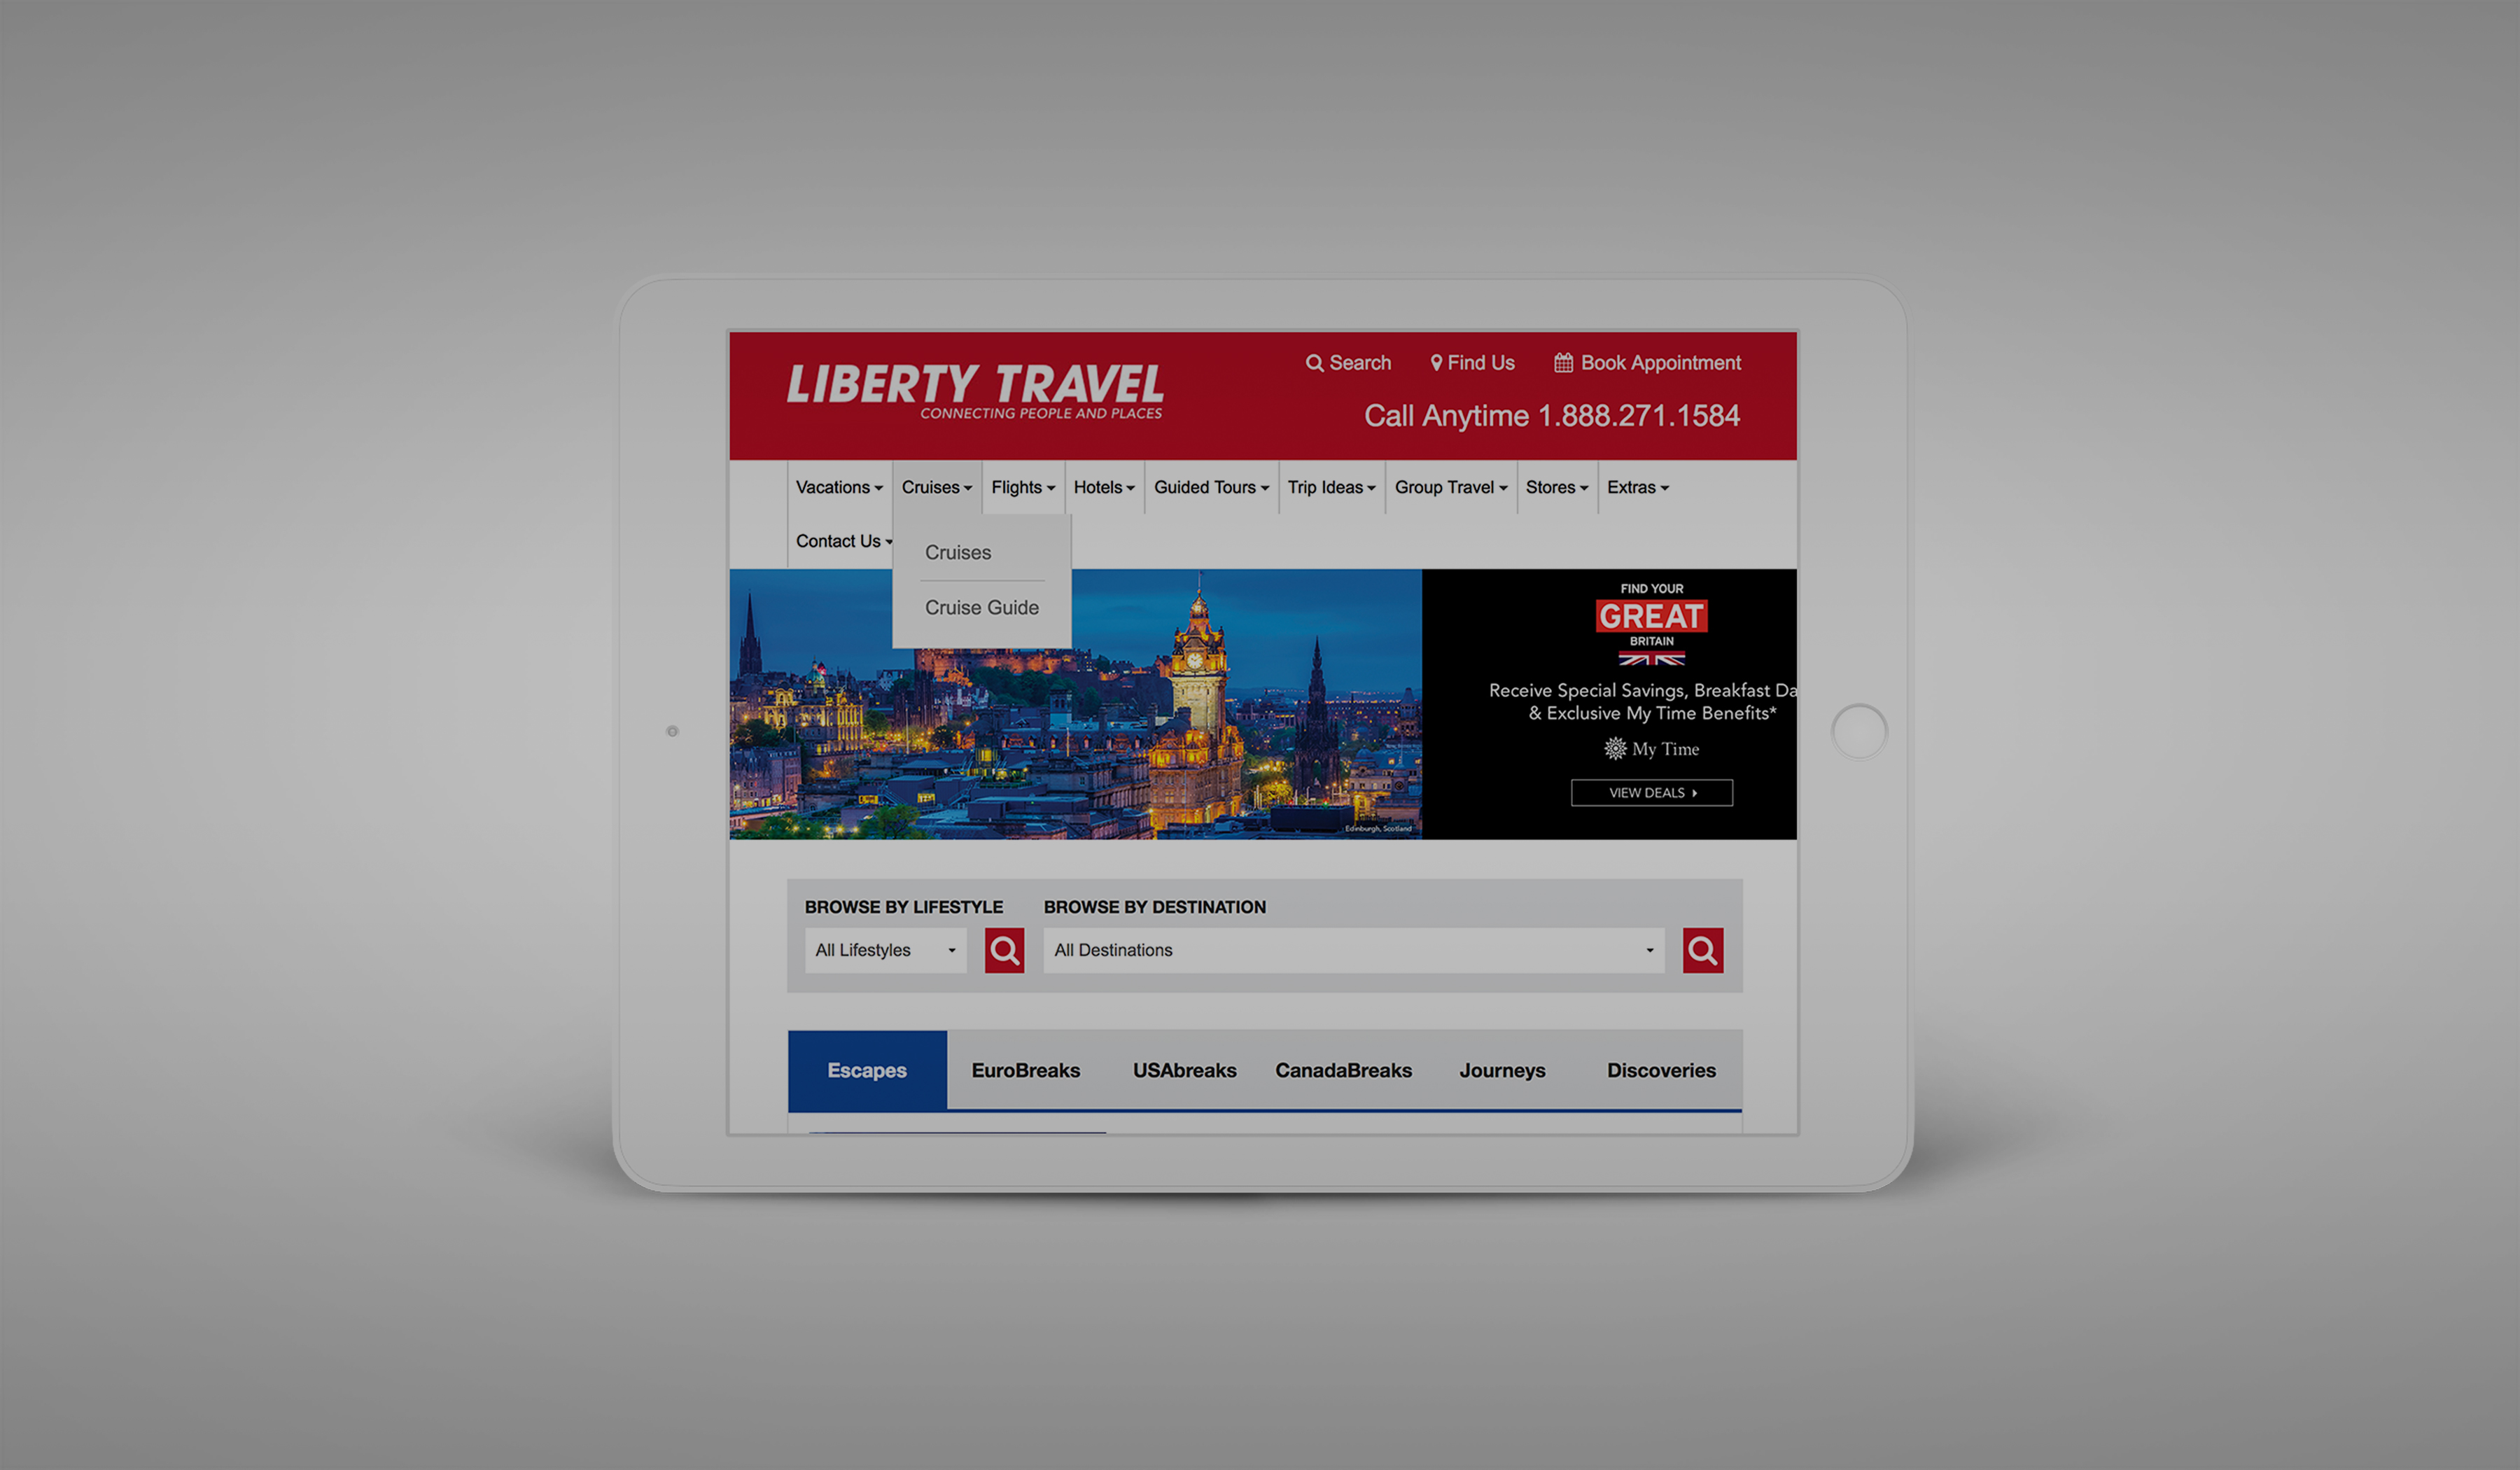 LIBERTY TRAVEL
CONNECTING PEOPLE AND PLACES
Search Find Us Book Appointment
Call Anytime 1.888.271.1584
Vacations Cruises Flights Hotels Guided Tours Trip Ideas Group Travel Stores Extras
Contact Us
Cruises
Cruise Guide
FIND YOUR
GREAT
BRITAIN
Receive Special Savings, Breakfast Da
& Exclusive My Time Benefits*
My Time
VIEW DEALS
Edinburgh, Scotland
BROWSE BY LIFESTYLE BROWSE BY DESTINATION
All Lifestyles All Destinations
Escapes EuroBreaks USAbreaks CanadaBreaks Journeys Discoveries